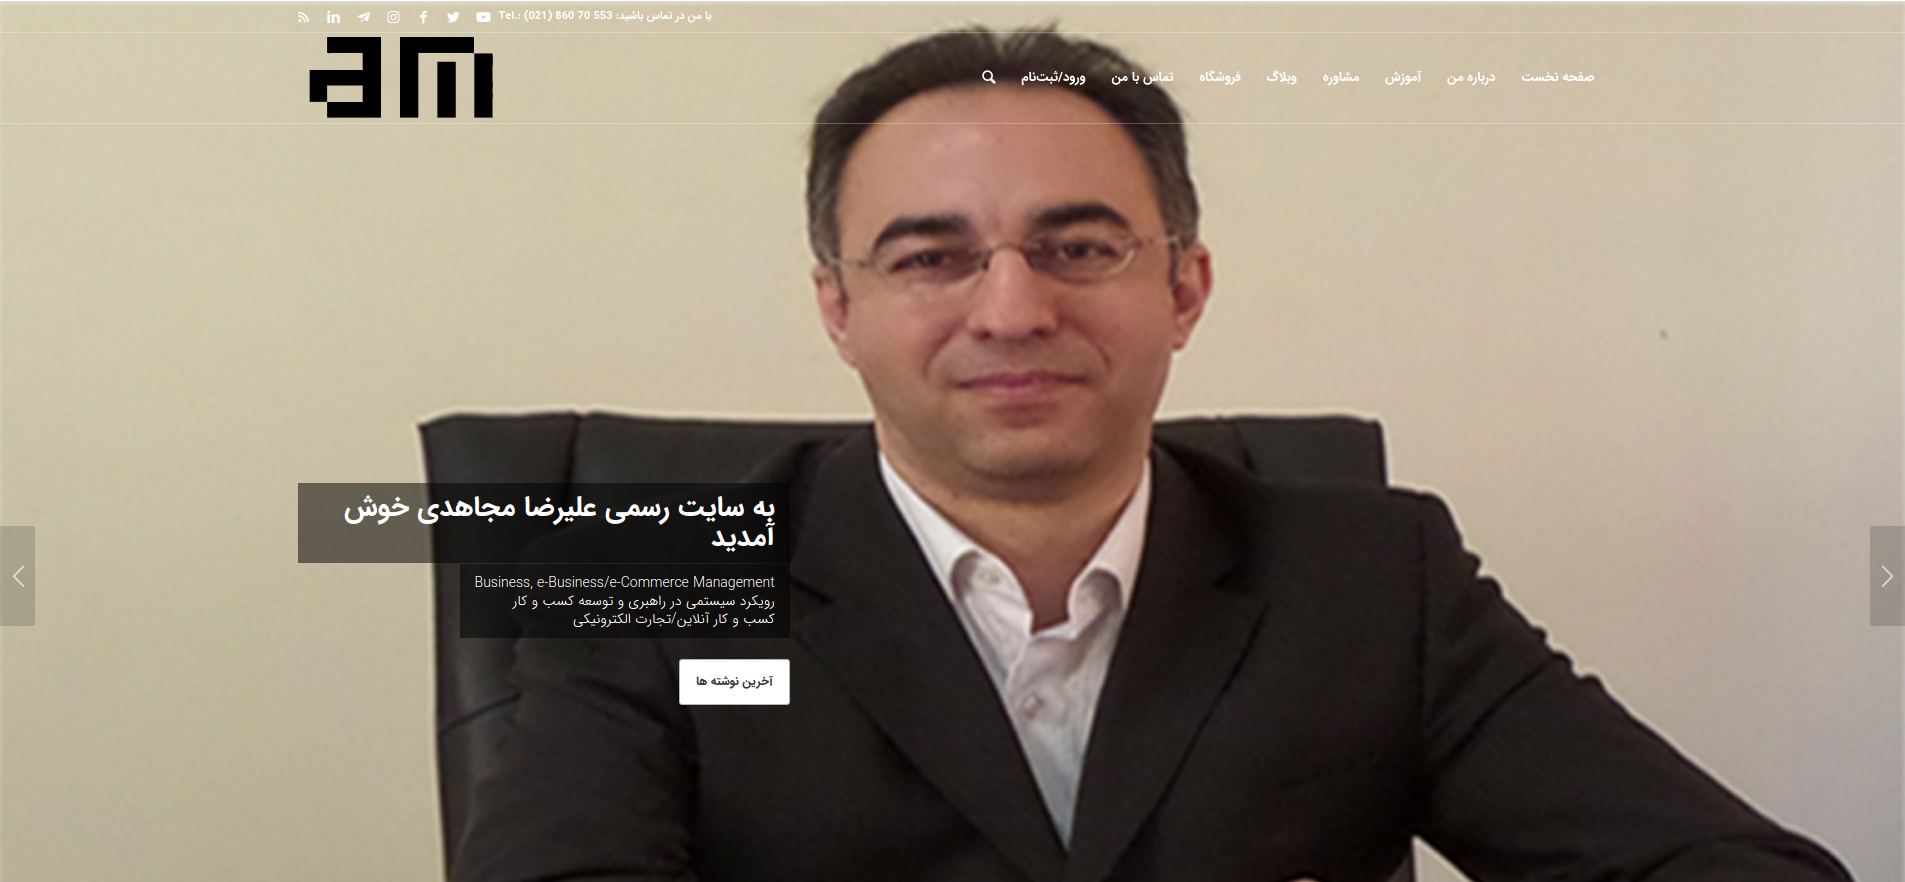 با من در تماس باشید: Tel.: (021) 860 70 553
am
صفحه نخست
درباره من
آموزش
مشاوره
وبلاگ
فروشگاه
تماس با من
ورود/ثبت‌نام
به سایت رسمی علیرضا مجاهدی خوش
آمدید
Business, e-Business/e-Commerce Management
رویکرد سیستمی در راهبری و توسعه کسب و کار
کسب و کار آنلاین/تجارت الکترونیکی
آخرین نوشته ها